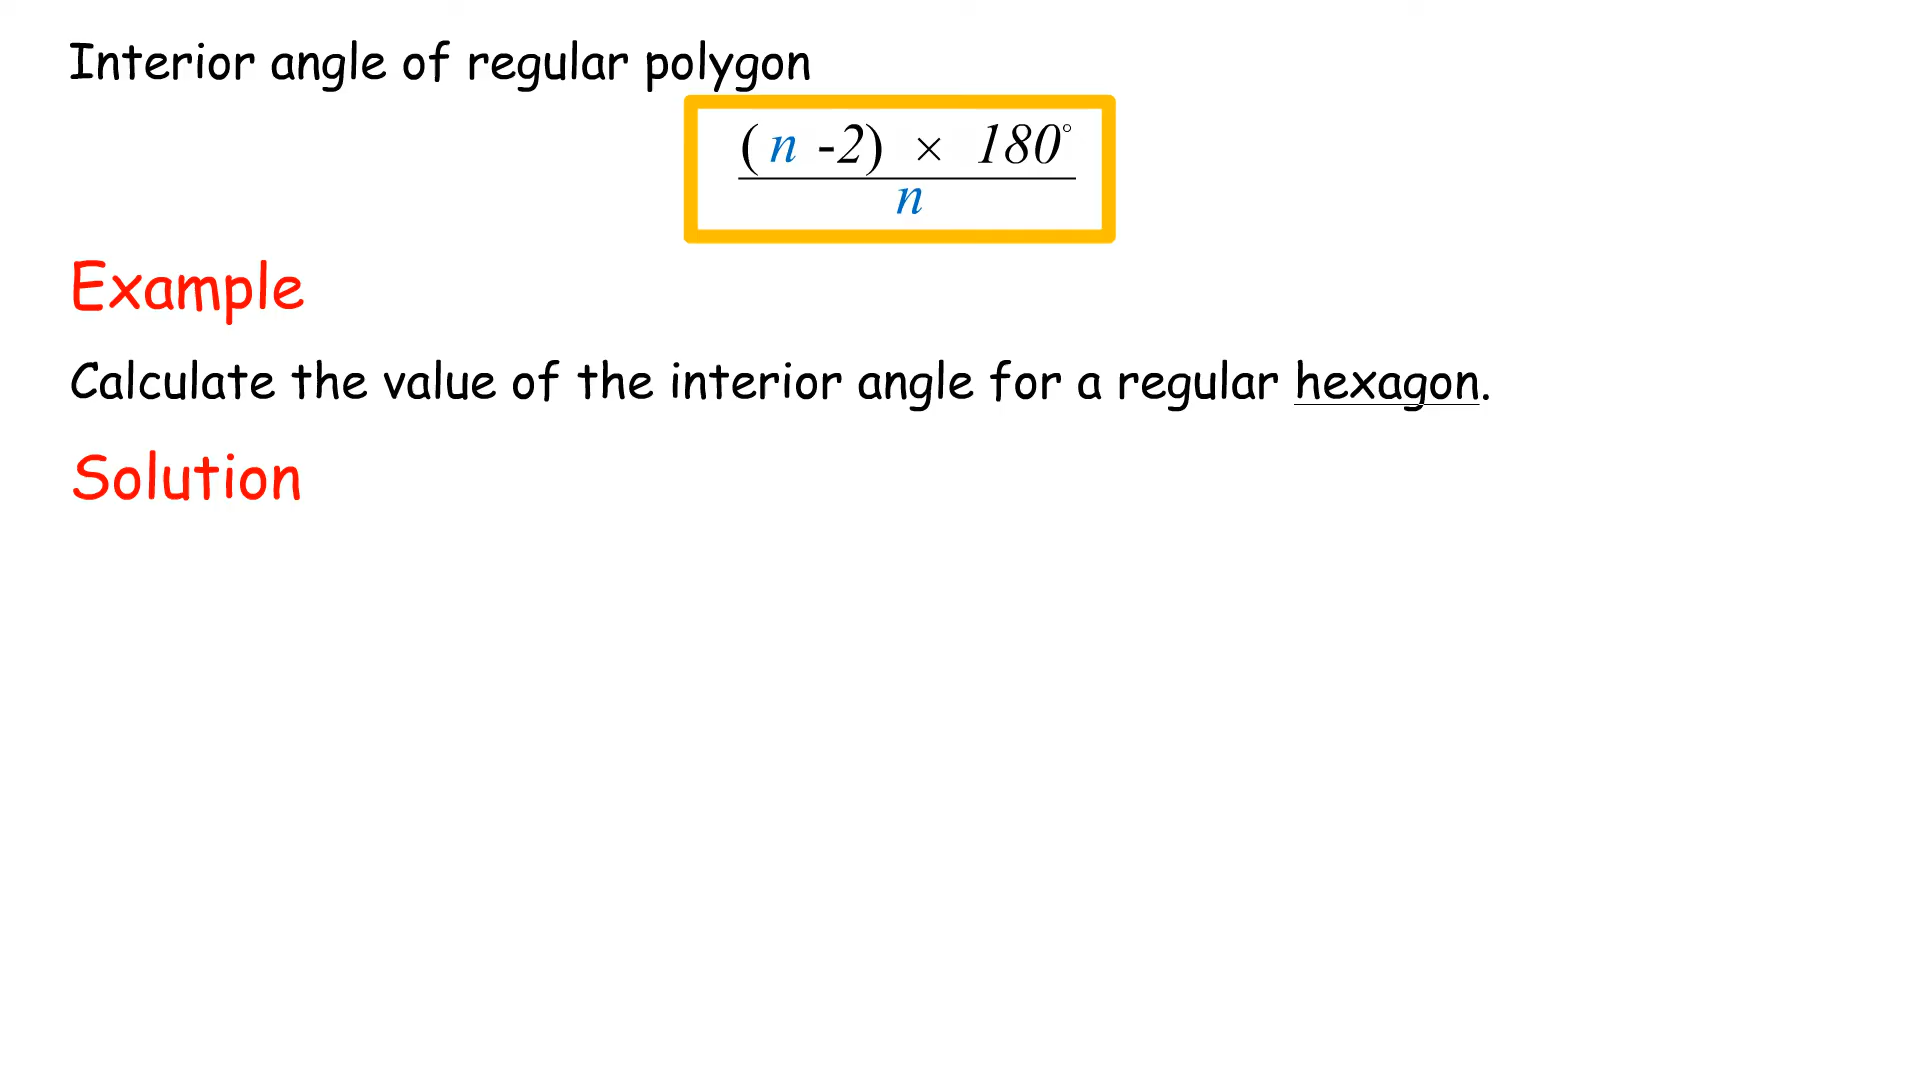 Interior angle of regular polygon
( n -2) × 180°
n
Example
Calculate the value of the interior angle for a regular hexagon.
Solution